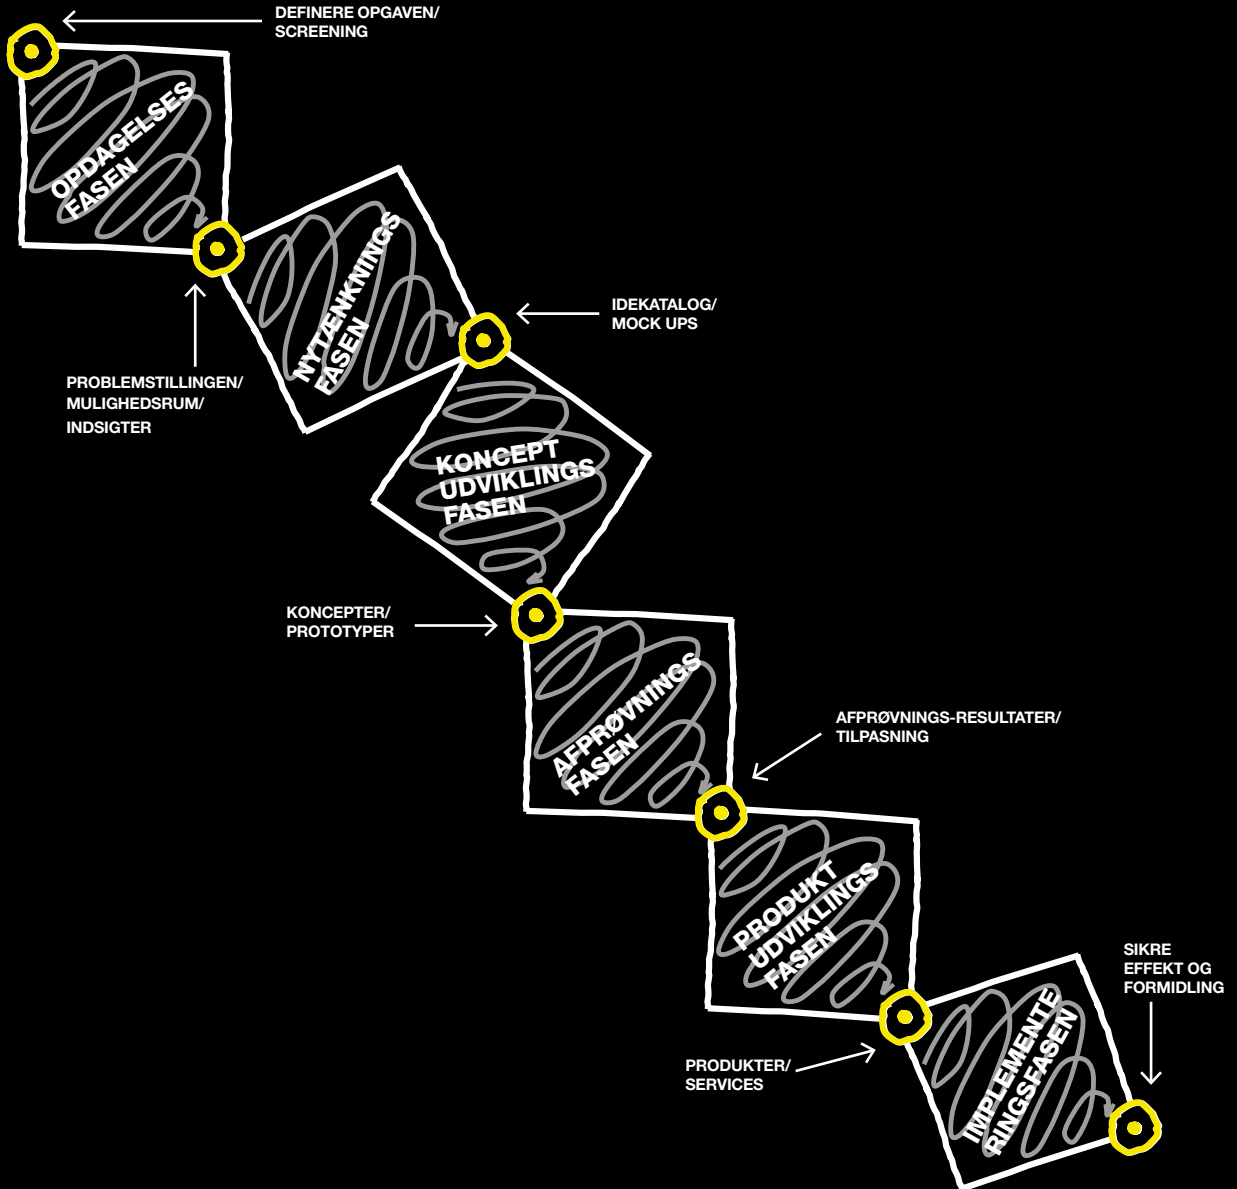 DEFINERE OPGAVEN/
SCREENING
OPDAGELSES
FASEN
NYTÆNKNINGS
FASEN
IDEKATALOG/
MOCK UPS
PROBLEMSTILLINGEN/
MULIGHEDSRUM/
INDSIGTER
KONCEPT
UDVIKLINGS
FASEN
KONCEPTER/
PROTOTYPER
AFPRØVNINGS
FASEN
AFPRØVNINGS-RESULTATER/
TILPASNING
PRODUKT
UDVIKLINGS
FASEN
SIKRE
EFFEKT OG
FORMIDLING
PRODUKTER/
SERVICES
IMPLEMENTE
RINGSFASEN